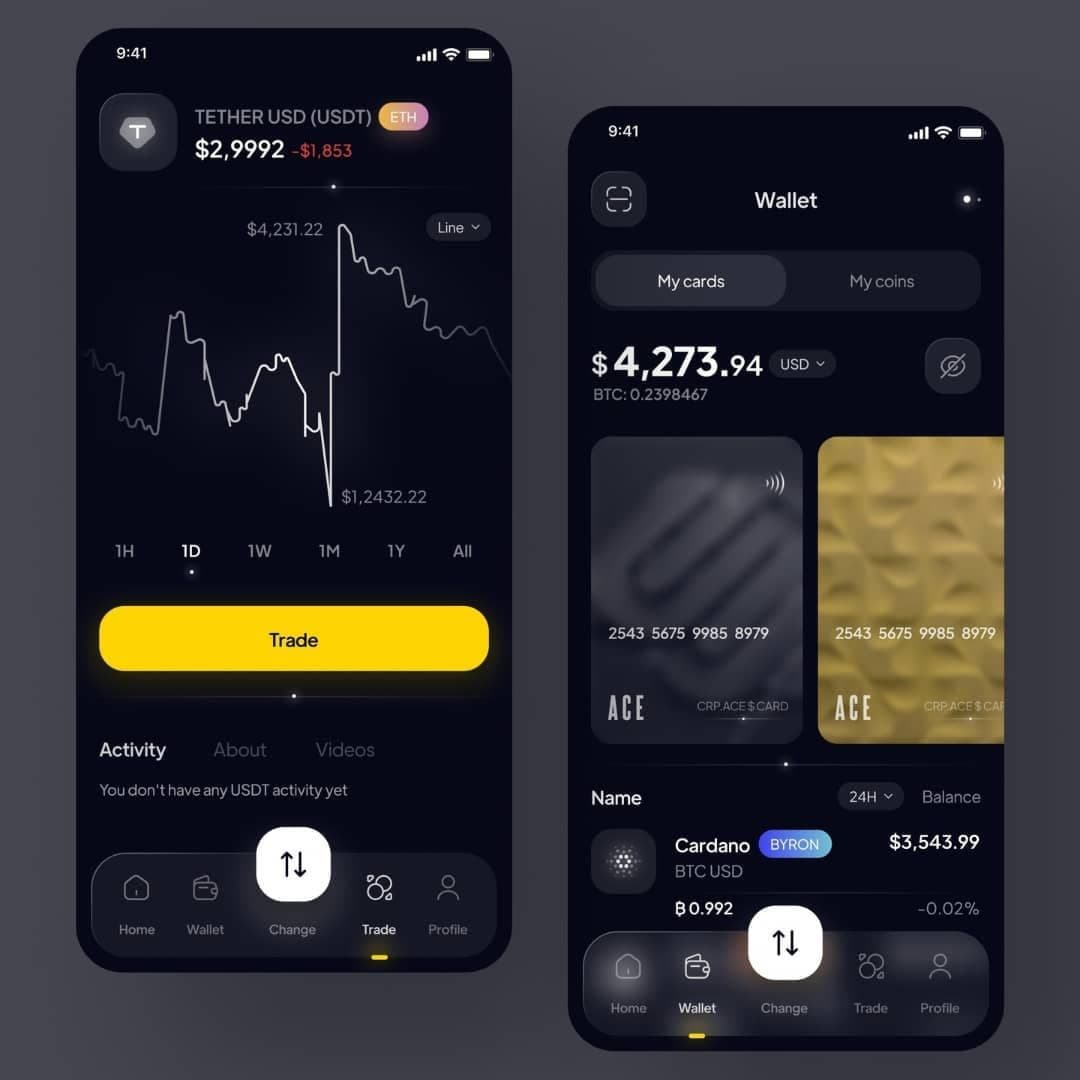 9:41
TETHER USD (USDT) ETH
$2,9992 -$1,853
$4,231.22 Line
$1,2432.22
1H 1D 1W 1M 1Y All
Trade
Activity About Videos
You don't have any USDT activity yet
Home Wallet Change Trade Profile
9:41
Wallet
My cards My coins
$4,273.94 USD
BTC: 0.2398467
2543 5675 9985 8979 2543 5675 9985 8979
ACE CRP.ACE $ CARD ACE CRP.ACE $ CAR
Name 24H Balance
Cardano BYRON $3,543.99
BTC USD
₿ 0.992 -0.02%
Home Wallet Change Trade Profile